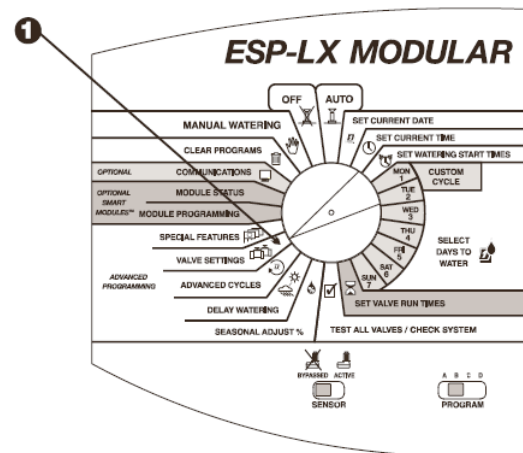 1
ESP-LX MODULAR
OFF
AUTO
MANUAL WATERING
SET CURRENT DATE
SET CURRENT TIME
CLEAR PROGRAMS
SET WATERING START TIMES
OPTIONAL
COMMUNICATIONS
MON
1
CUSTOM
CYCLE
OPTIONAL
SMART
MODULES™
MODULE STATUS
TUE
2
MODULE PROGRAMMING
WED
3
SPECIAL FEATURES
THU
4
SELECT
DAYS TO
WATER
VALVE SETTINGS
FRI
5
ADVANCED
PROGRAMMING
ADVANCED CYCLES
SAT
6
SUN
7
DELAY WATERING
SET VALVE RUN TIMES
SEASONAL ADJUST %
TEST ALL VALVES / CHECK SYSTEM
BYPASSED ACTIVE
SENSOR
A B C D
PROGRAM